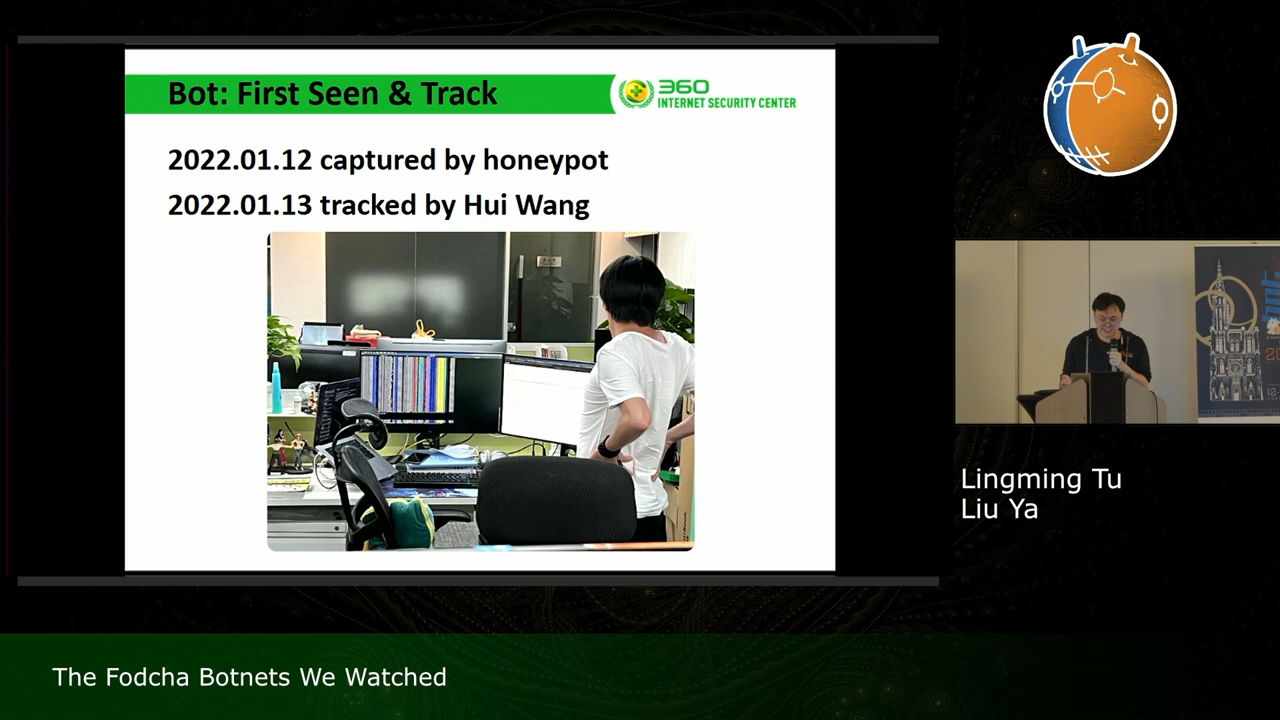 Bot: First Seen & Track
360
INTERNET SECURITY CENTER
2022.01.12 captured by honeypot
2022.01.13 tracked by Hui Wang
Lingming Tu
Liu Ya
The Fodcha Botnets We Watched